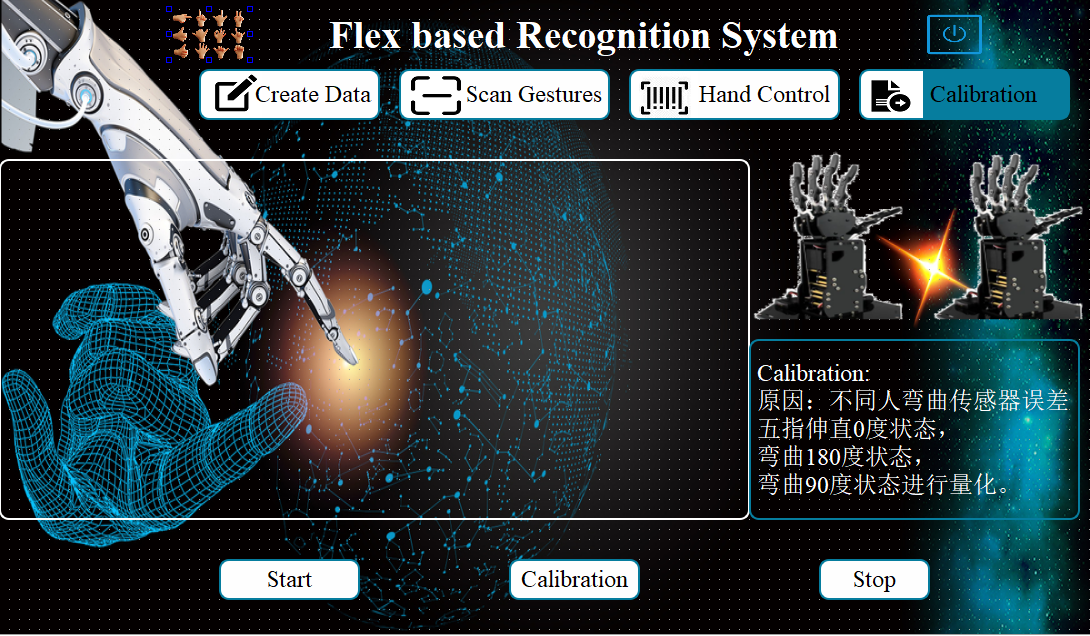 Flex based Recognition System
Create Data
Scan Gestures
Hand Control
Calibration
Calibration:
原因：不同人弯曲传感器误差
五指伸直0度状态，
弯曲180度状态，
弯曲90度状态进行量化。
Start
Calibration
Stop